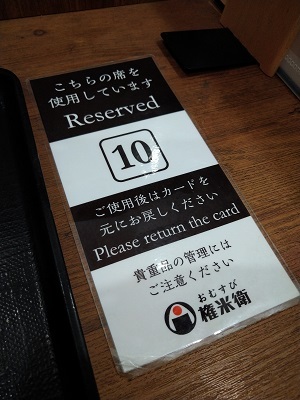 こちらの席を
使用しています
Reserved
10
ご使用後はカードを
元にお戻しください
Please return the card
貴重品の管理には
ご注意ください
おむすび
権米衛